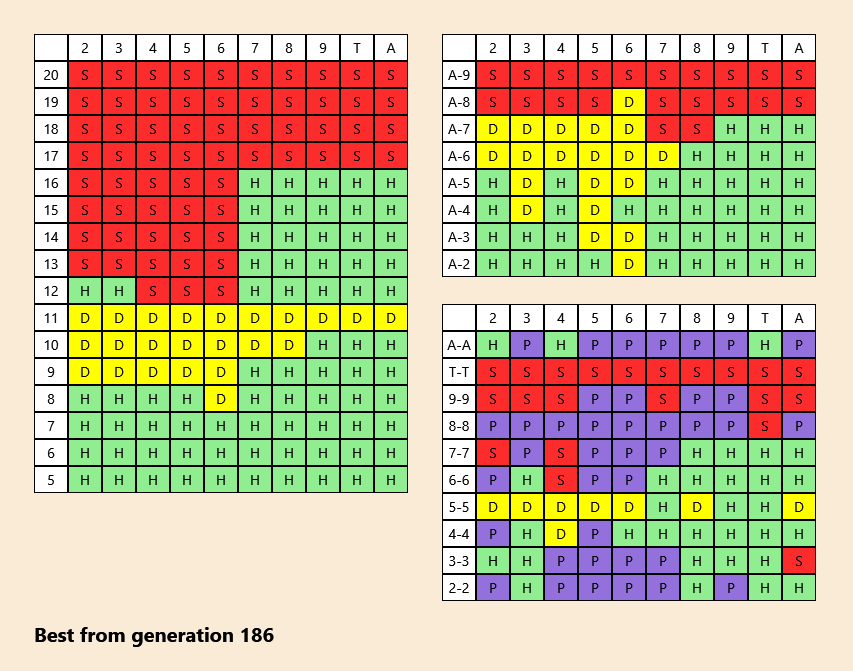 2 3 4 5 6 7 8 9 T A
20 S S S S S S S S S S
19 S S S S S S S S S S
18 S S S S S S S S S S
17 S S S S S S S S S S
16 S S S S S H H H H H
15 S S S S S H H H H H
14 S S S S S H H H H H
13 S S S S S H H H H H
12 H H S S S H H H H H
11 D D D D D D D D D D
10 D D D D D D D H H H
9 D D D D D H H H H H
8 H H H H D H H H H H
7 H H H H H H H H H H
6 H H H H H H H H H H
5 H H H H H H H H H H
2 3 4 5 6 7 8 9 T A
A-9 S S S S S S S S S S
A-8 S S S S D S S S S S
A-7 D D D D D S S H H H
A-6 D D D D D D H H H H
A-5 H D H D D H H H H H
A-4 H D H D H H H H H H
A-3 H H H D D H H H H H
A-2 H H H H D H H H H H
2 3 4 5 6 7 8 9 T A
A-A H P H P P P P P H P
T-T S S S S S S S S S S
9-9 S S S P P S P P S S
8-8 P P P P P P P P S P
7-7 S P S P P P H H H H
6-6 P H S P P H H H H H
5-5 D D D D D H D H H D
4-4 P H D P H H H H H H
3-3 H H P P P P H H H S
2-2 P H P P P P H P H H
Best from generation 186